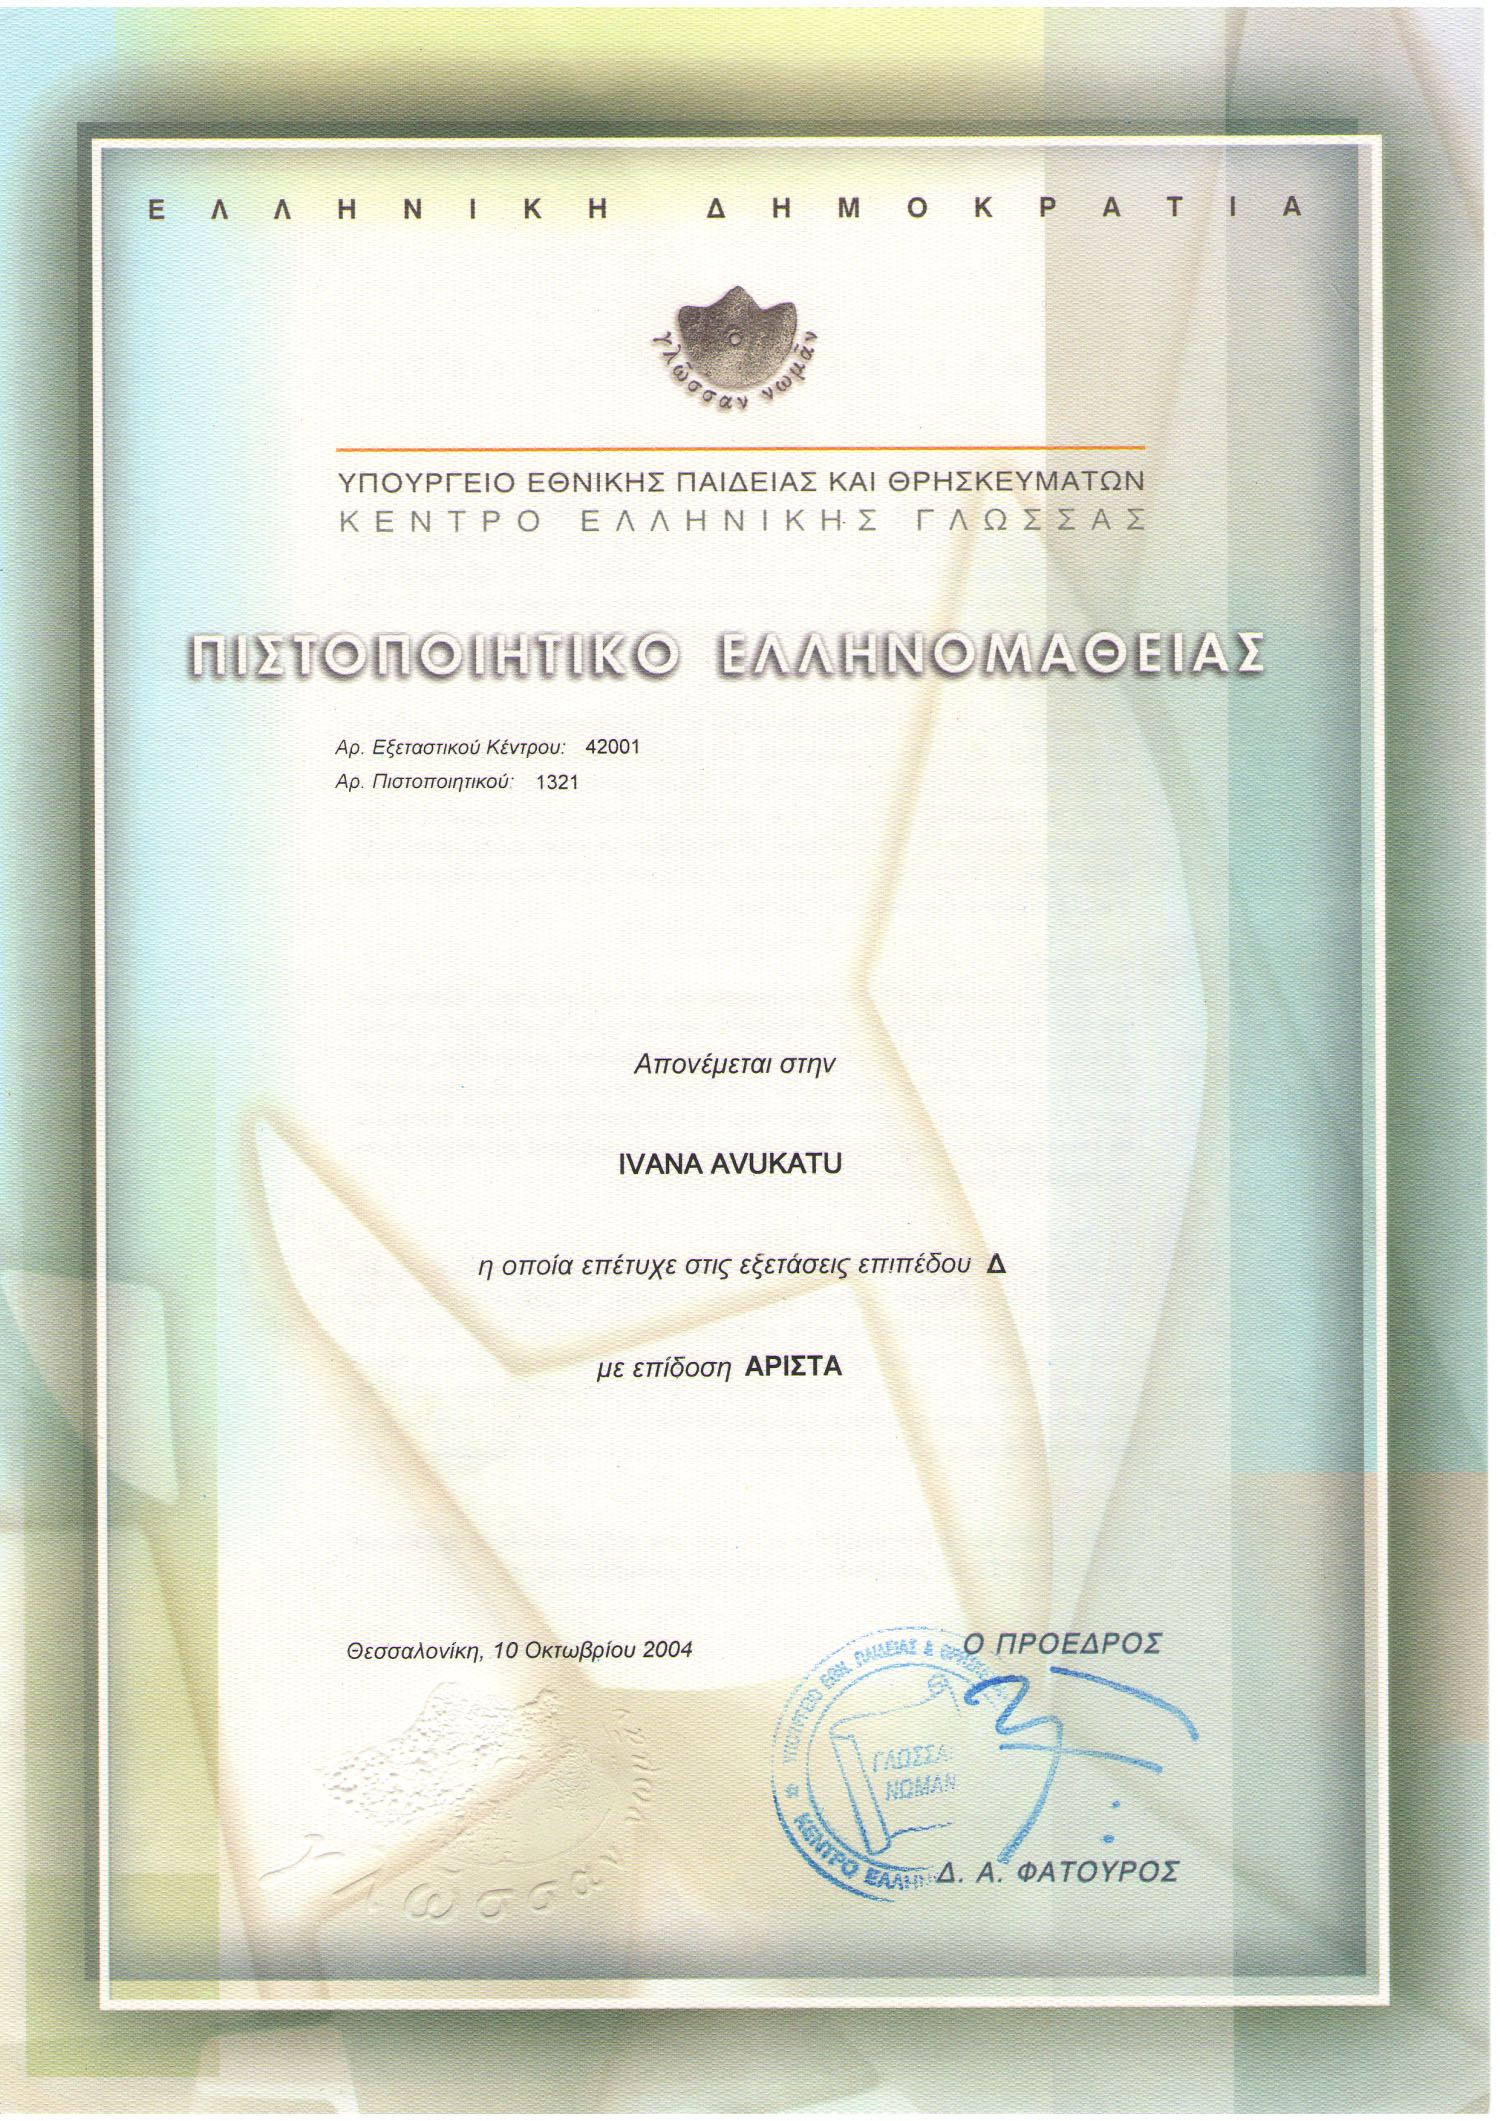 ΕΛΛΗΝΙΚΗ ΔΗΜΟΚΡΑΤΙΑ
γλῶσσαν νωμᾶν
ΥΠΟΥΡΓΕΙΟ ΕΘΝΙΚΗΣ ΠΑΙΔΕΙΑΣ ΚΑΙ ΘΡΗΣΚΕΥΜΑΤΩΝ
ΚΕΝΤΡΟ ΕΛΛΗΝΙΚΗΣ ΓΛΩΣΣΑΣ
ΠΙΣΤΟΠΟΙΗΤΙΚΟ ΕΛΛΗΝΟΜΑΘΕΙΑΣ
Αρ. Εξεταστικού Κέντρου: 42001
Αρ. Πιστοποιητικού: 1321
Απονέμεται στην
IVANA AVUKATU
η οποία επέτυχε στις εξετάσεις επιπέδου Δ
με επίδοση ΑΡΙΣΤΑ
Θεσσαλονίκη, 10 Οκτωβρίου 2004
Ο ΠΡΟΕΔΡΟΣ
ΕΘΝ. ΠΑΙΔΕΙΑΣ &
ΓΛΩΣΣΑ
ΝΩΜΑΝ
ΚΕΝΤΡΟ
Δ. Α. ΦΑΤΟΥΡΟΣ